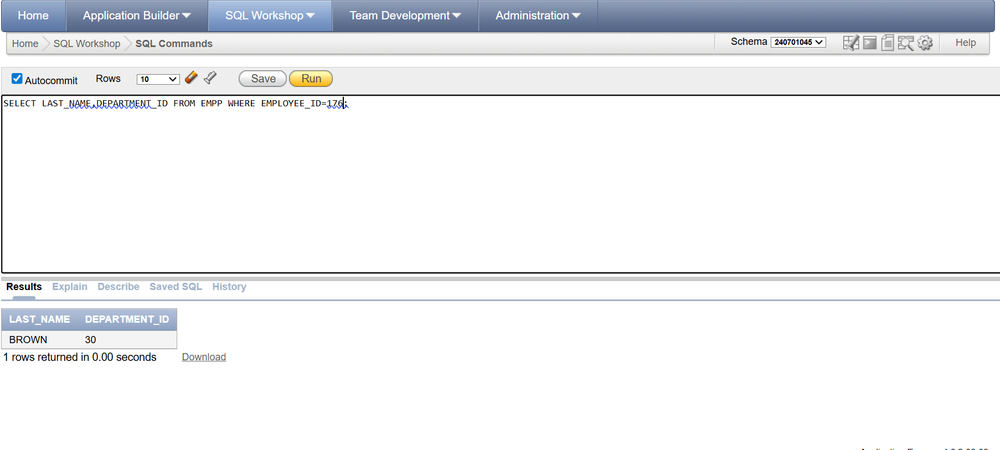 Home Application Builder SQL Workshop Team Development Administration
Home SQL Workshop SQL Commands Schema 240701045 Help
Autocommit Rows 10 Save Run
SELECT LAST_NAME,DEPARTMENT_ID FROM EMPP WHERE EMPLOYEE_ID=176;
Results Explain Describe Saved SQL History
LAST_NAME DEPARTMENT_ID
BROWN 30
1 rows returned in 0.00 seconds Download